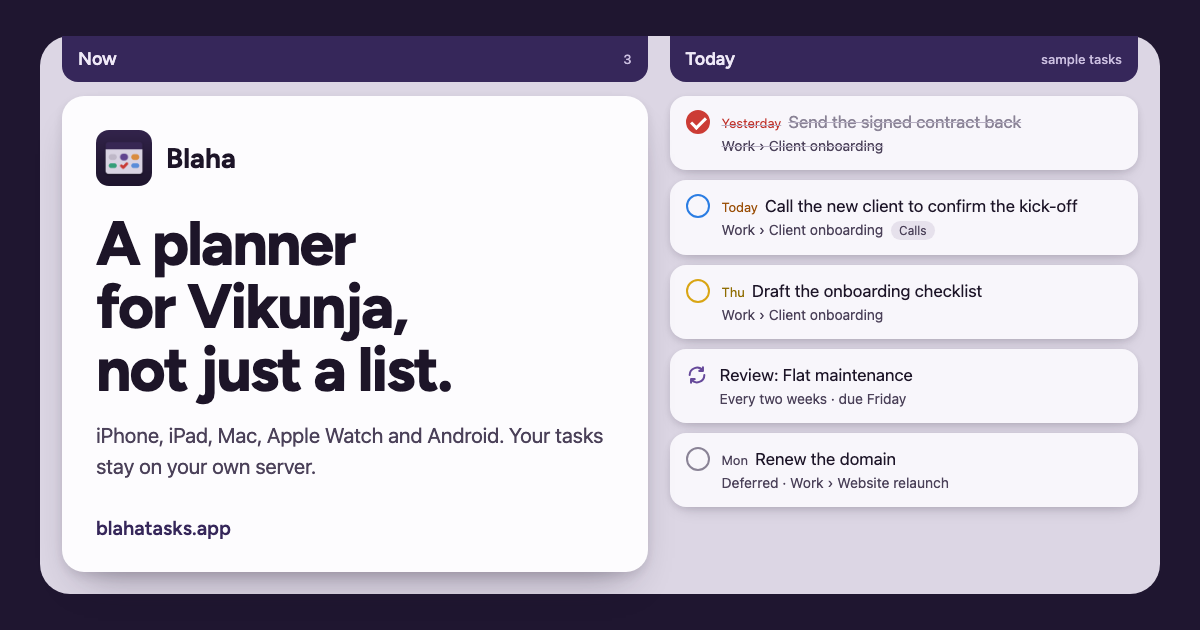 Now
3
Blaha
A planner
for Vikunja,
not just a list.
iPhone, iPad, Mac, Apple Watch and Android. Your tasks
stay on your own server.
blahatasks.app
Today
sample tasks
Yesterday Send the signed contract back
Work › Client onboarding
Today Call the new client to confirm the kick-off
Work › Client onboarding Calls
Thu Draft the onboarding checklist
Work › Client onboarding
Review: Flat maintenance
Every two weeks · due Friday
Mon Renew the domain
Deferred · Work › Website relaunch